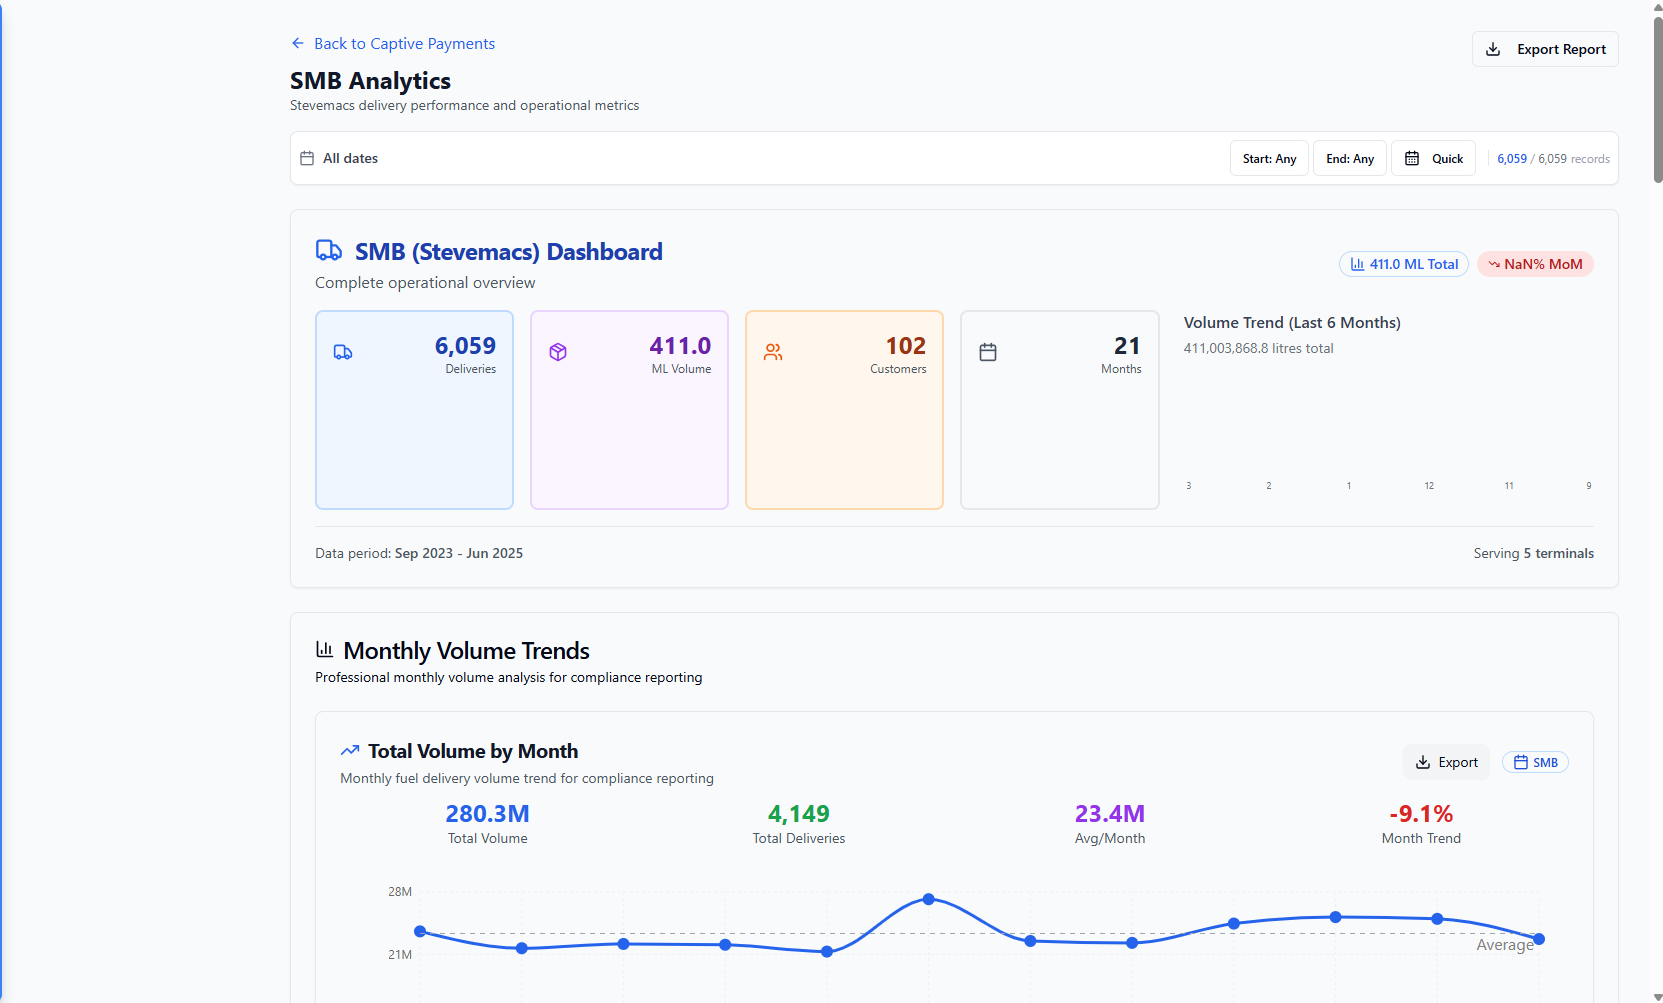 Back to Captive Payments
Export Report
SMB Analytics
Stevemacs delivery performance and operational metrics
All dates
Start: Any
End: Any
Quick
6,059 / 6,059 records
SMB (Stevemacs) Dashboard
Complete operational overview
411.0 ML Total
NaN% MoM
6,059
Deliveries
411.0
ML Volume
102
Customers
21
Months
Volume Trend (Last 6 Months)
411,003,868.8 litres total
3 2 1 12 11 9
Data period: Sep 2023 - Jun 2025
Serving 5 terminals
Monthly Volume Trends
Professional monthly volume analysis for compliance reporting
Total Volume by Month
Monthly fuel delivery volume trend for compliance reporting
Export
SMB
280.3M
Total Volume
4,149
Total Deliveries
23.4M
Avg/Month
-9.1%
Month Trend
28M
21M
Average